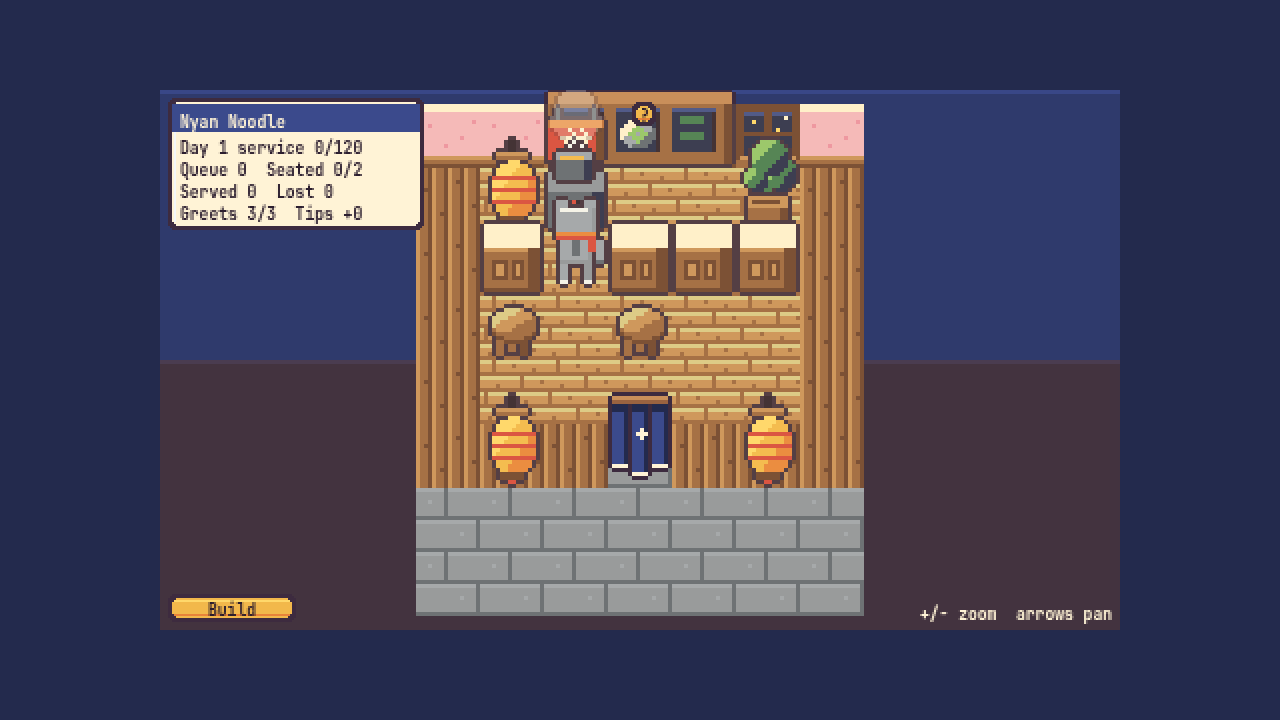 Nyan Noodle
Day 1 service 0/120
Queue 0  Seated 0/2
Served 0  Lost 0
Greets 3/3  Tips +0
Build
+/- zoom  arrows pan